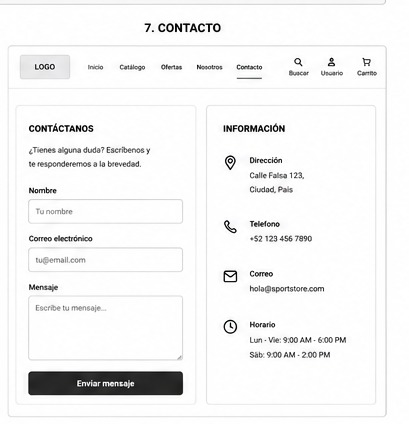 7. CONTACTO
LOGO
Inicio
Catálogo
Ofertas
Nosotros
Contacto
Buscar
Usuario
Carrito
CONTÁCTANOS
¿Tienes alguna duda? Escríbenos y
te responderemos a la brevedad.
Nombre
Tu nombre
Correo electrónico
tu@email.com
Mensaje
Escribe tu mensaje...
Enviar mensaje
INFORMACIÓN
Dirección
Calle Falsa 123,
Ciudad, País
Telefono
+52 123 456 7890
Correo
hola@sportstore.com
Horario
Lun - Vie: 9:00 AM - 6:00 PM
Sáb: 9:00 AM - 2:00 PM